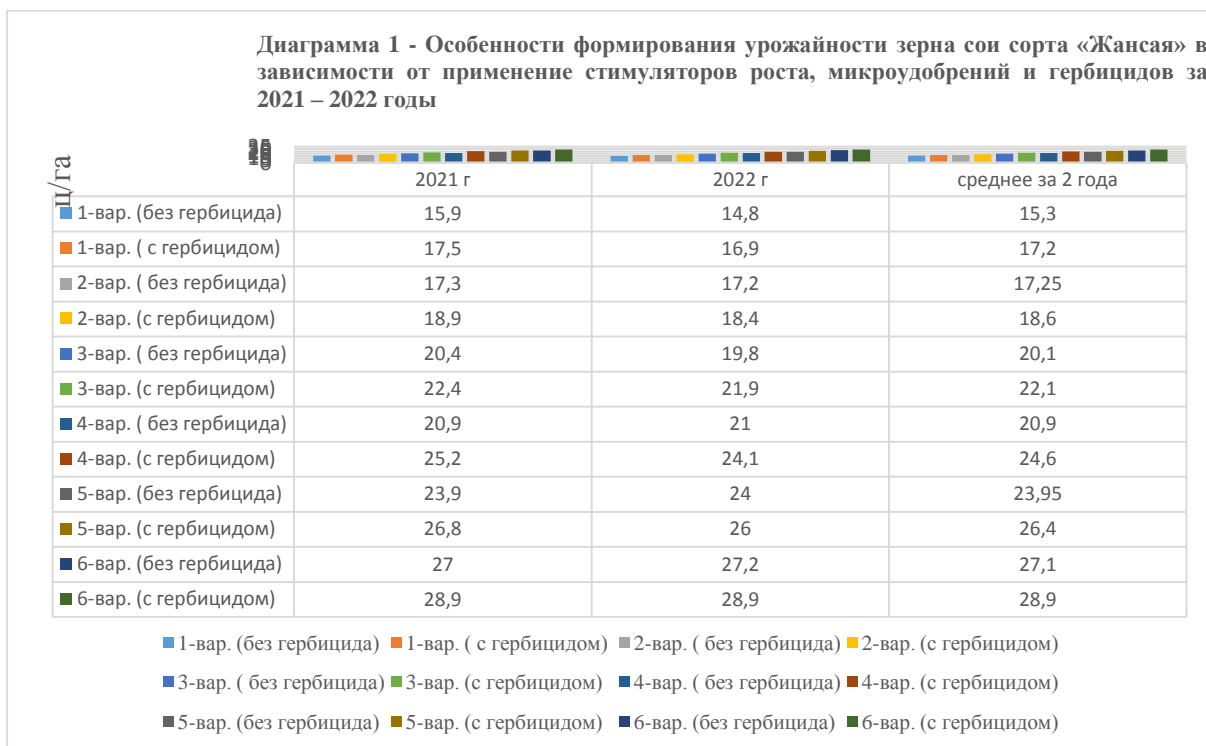 Диаграмма 1 - Особенности формирования урожайности зерна сои сорта «Жансая» в
зависимости от применение стимуляторов роста, микроудобрений и гербицидов за
2021 – 2022 годы
ц/га
2021 г 2022 г среднее за 2 года
1-вар. (без гербицида) 15,9 14,8 15,3
1-вар. ( с гербицидом) 17,5 16,9 17,2
2-вар. ( без гербицида) 17,3 17,2 17,25
2-вар. (с гербицидом) 18,9 18,4 18,6
3-вар. ( без гербицида) 20,4 19,8 20,1
3-вар. (с гербицидом) 22,4 21,9 22,1
4-вар. ( без гербицида) 20,9 21 20,9
4-вар. (с гербицидом) 25,2 24,1 24,6
5-вар. (без гербицида) 23,9 24 23,95
5-вар. (с гербицидом) 26,8 26 26,4
6-вар. (без гербицида) 27 27,2 27,1
6-вар. (с гербицидом) 28,9 28,9 28,9
1-вар. (без гербицида) 1-вар. ( с гербицидом) 2-вар. ( без гербицида) 2-вар. (с гербицидом)
3-вар. ( без гербицида) 3-вар. (с гербицидом) 4-вар. ( без гербицида) 4-вар. (с гербицидом)
5-вар. (без гербицида) 5-вар. (с гербицидом) 6-вар. (без гербицида) 6-вар. (с гербицидом)